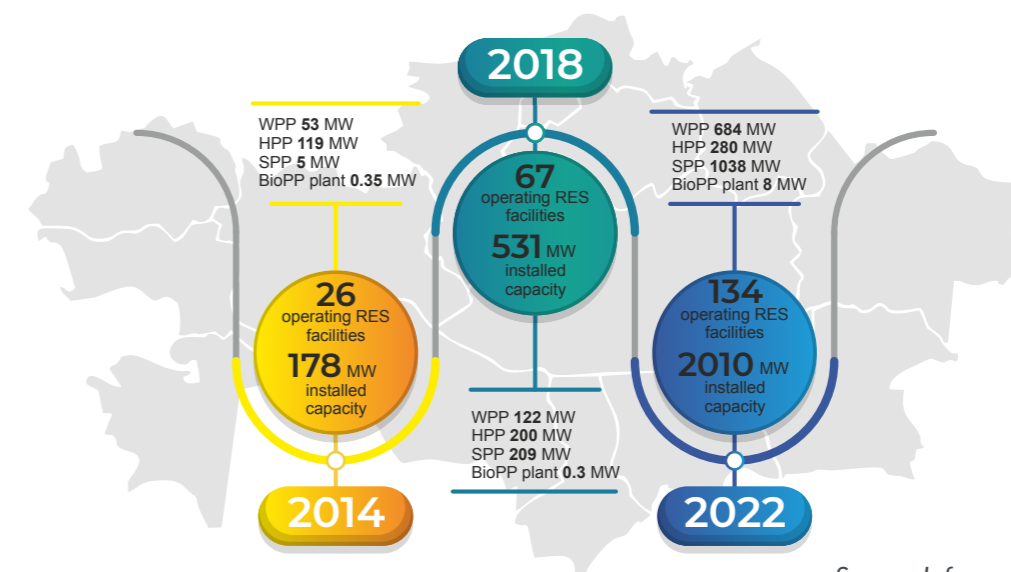 2018
WPP 53 MW
HPP 119 MW
SPP 5 MW
BioPP plant 0.35 MW
WPP 684 MW
HPP 280 MW
SPP 1038 MW
BioPP plant 8 MW
67
operating RES
facilities
531 MW
installed
capacity
26
operating RES
facilities
178 MW
installed
capacity
134
operating RES
facilities
2010 MW
installed
capacity
WPP 122 MW
HPP 200 MW
SPP 209 MW
BioPP plant 0.3 MW
2014
2022